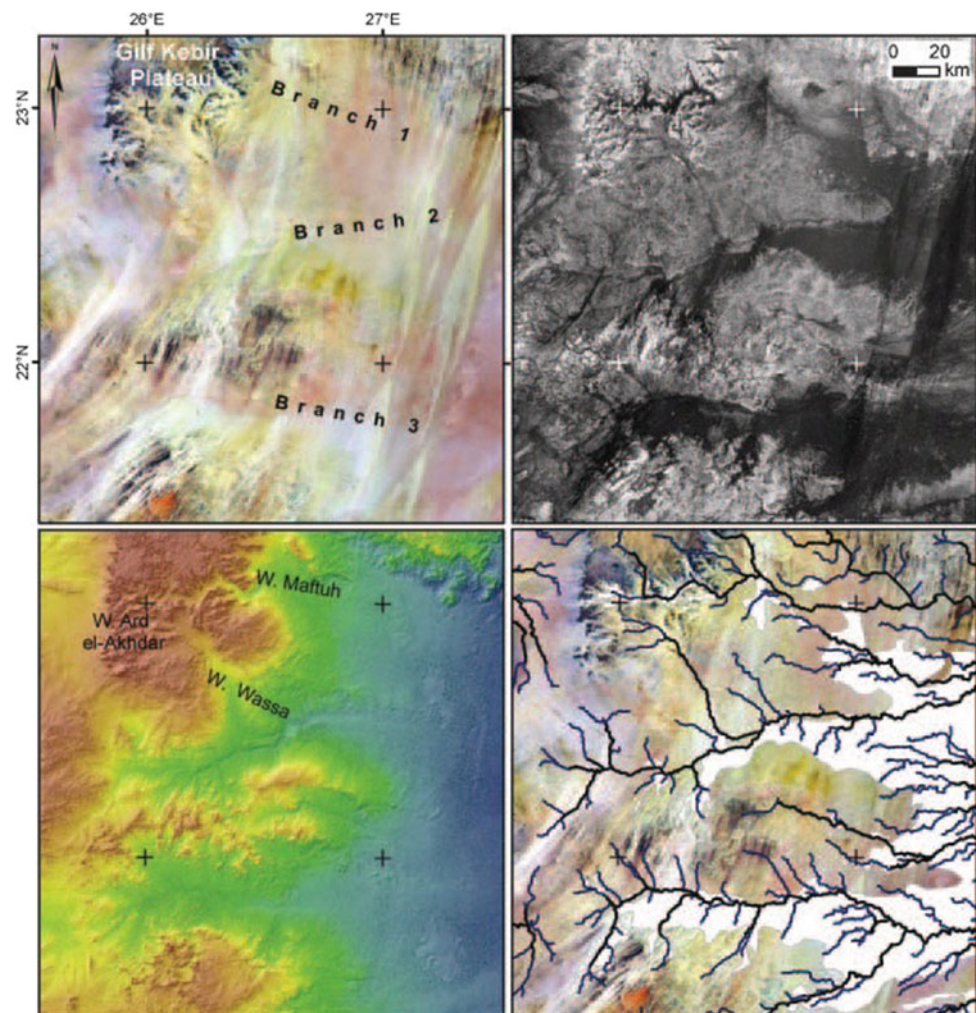 26°E
27°E
N
Gilf Kebir
Plateau
23°N
22°N
Branch 1
Branch 2
Branch 3
0 20
km
W. Maftuh
W. Ard
el-Akhdar
W. Wassa